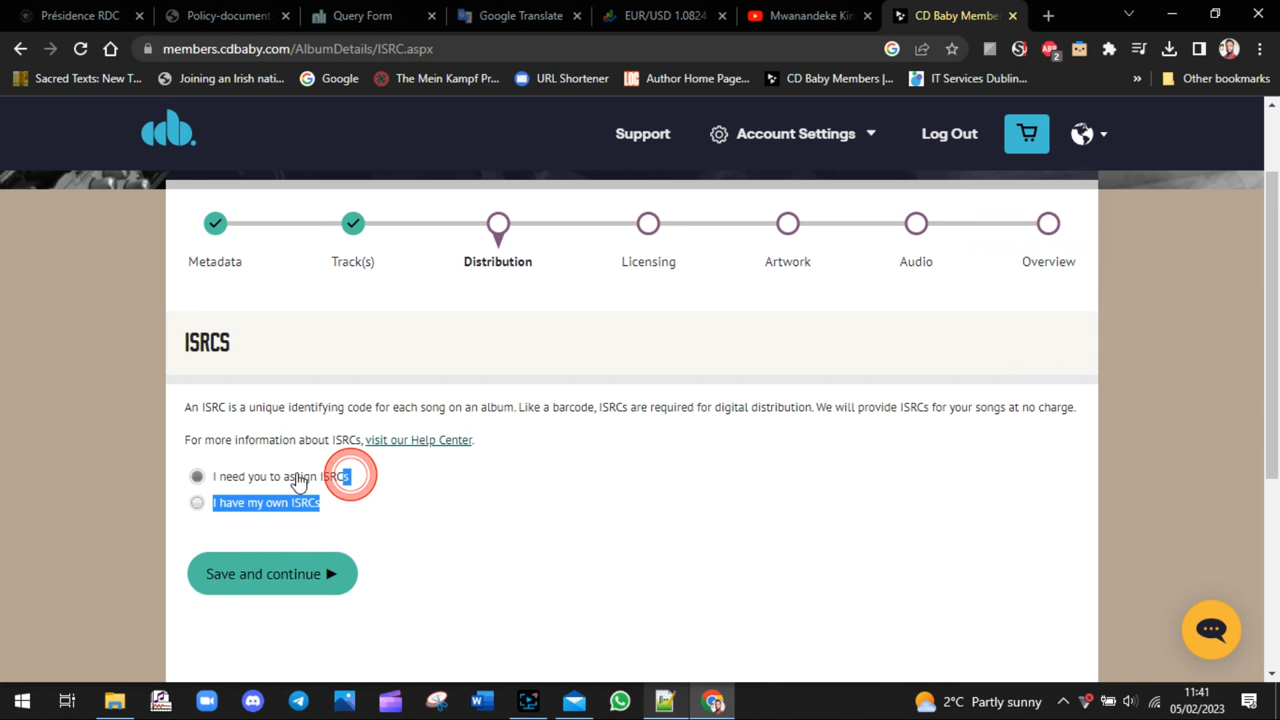 Présidence RDC
Policy-document
Query Form
Google Translate
EUR/USD 1.0824
Mwanandeke Kin
CD Baby Membe
members.cdbaby.com/AlbumDetails/ISRC.aspx
Sacred Texts: New T...
Joining an Irish nati...
Google
The Mein Kampf Pr...
URL Shortener
Author Home Page...
CD Baby Members |...
IT Services Dublin...
Other bookmarks
Support
Account Settings
Log Out
Metadata
Track(s)
Distribution
Licensing
Artwork
Audio
Overview
ISRCS
An ISRC is a unique identifying code for each song on an album. Like a barcode, ISRCs are required for digital distribution. We will provide ISRCs for your songs at no charge.
For more information about ISRCs, visit our Help Center.
I need you to assign ISRCs
I have my own ISRCs
Save and continue
2°C Partly sunny
11:41
05/02/2023